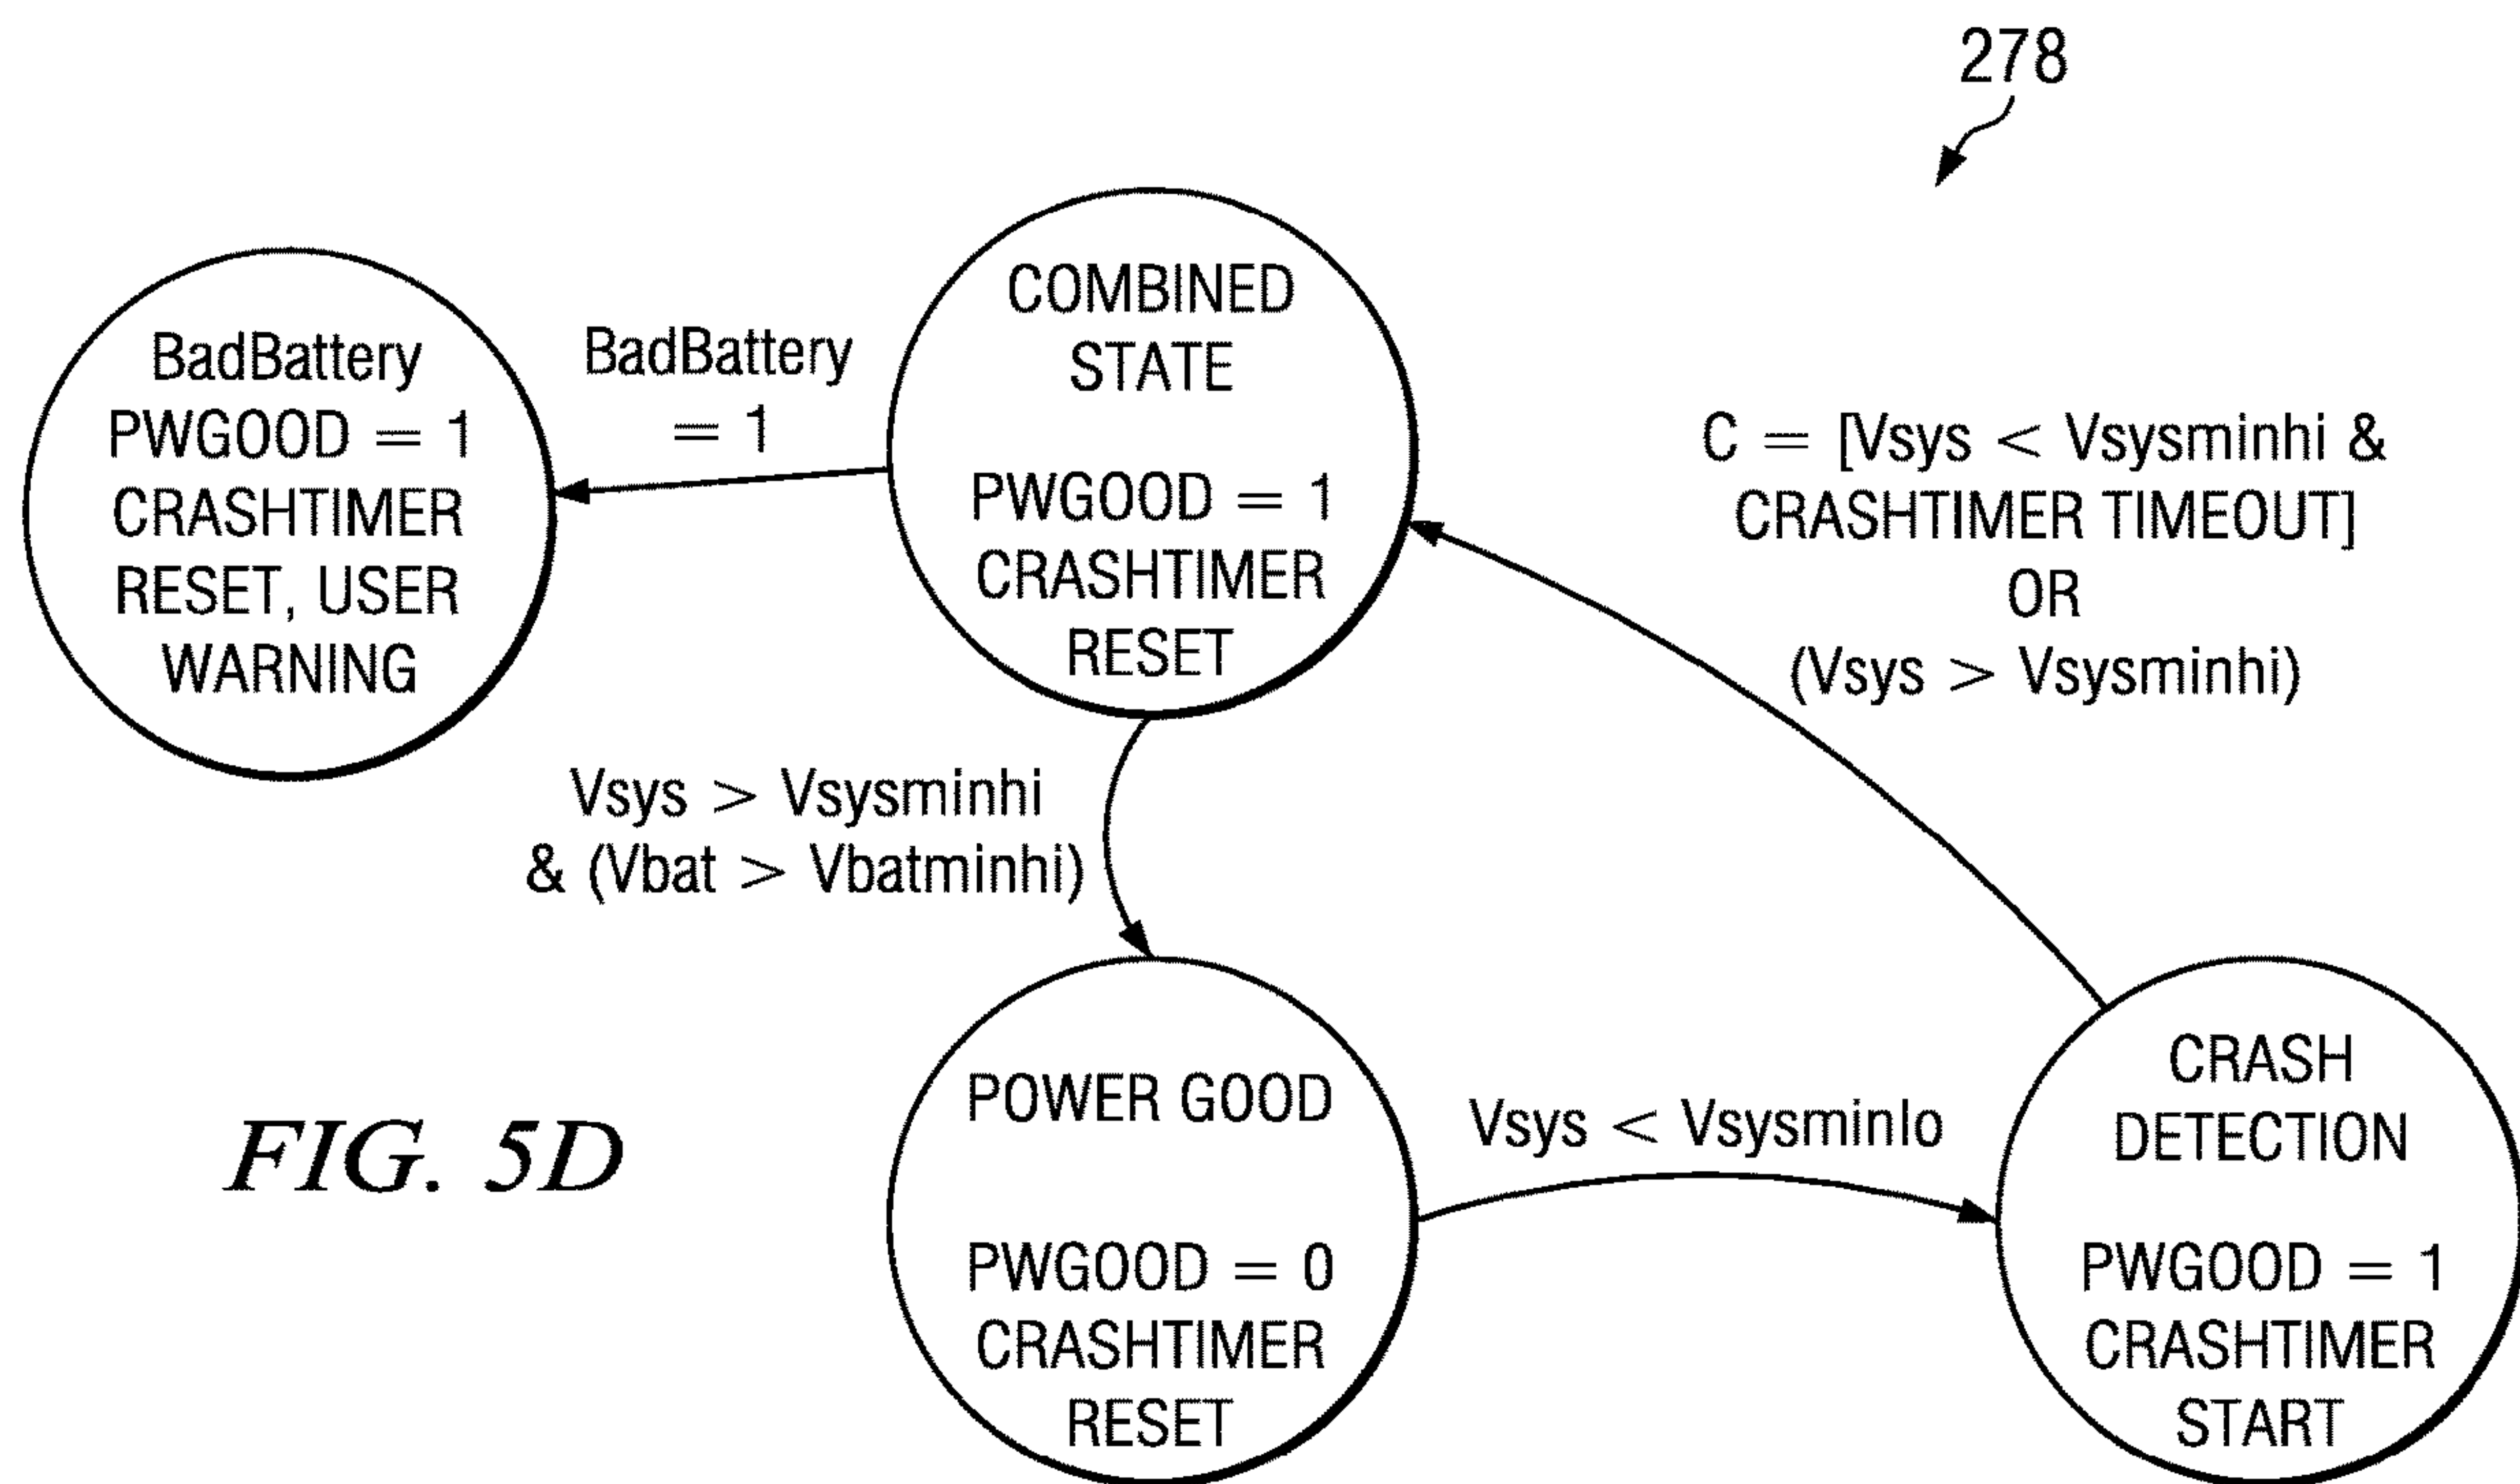 278
BadBattery
PWGOOD = 1
CRASHTIMER
RESET, USER
WARNING
BadBattery
= 1
COMBINED
STATE
PWGOOD = 1
CRASHTIMER
RESET
C = [Vsys < Vsysminhi &
CRASHTIMER TIMEOUT]
OR
(Vsys > Vsysminhi)
Vsys > Vsysminhi
& (Vbat > Vbatminhi)
FIG. 5D
POWER GOOD
PWGOOD = 0
CRASHTIMER
RESET
Vsys < Vsysminlo
CRASH
DETECTION
PWGOOD = 1
CRASHTIMER
START